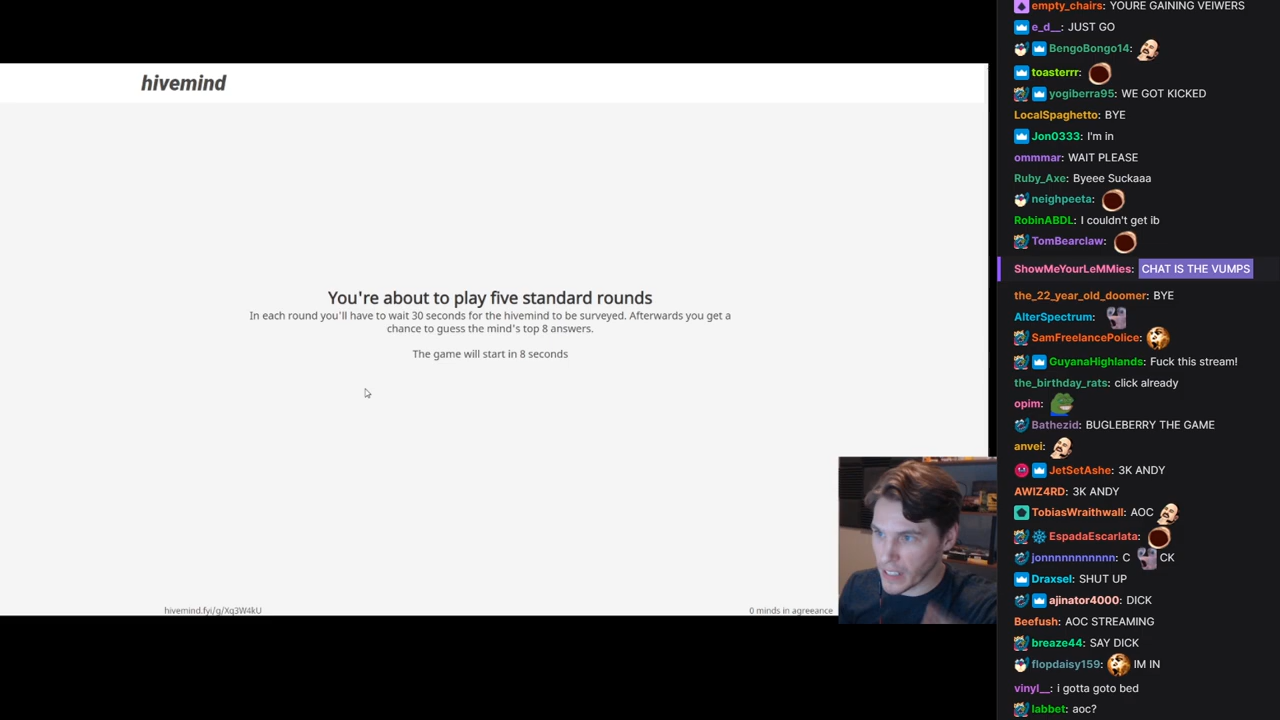 hivemind
You're about to play five standard rounds
In each round you'll have to wait 30 seconds for the hivemind to be surveyed. Afterwards you get a
chance to guess the mind's top 8 answers.
The game will start in 8 seconds
hivemind.fyi/g/Xq3W4kU
0 minds in agreeance
empty_chairs: YOURE GAINING VEIWERS
e_d__: JUST GO
BengoBongo14:
toasterrr:
yogiberra95: WE GOT KICKED
LocalSpaghetto: BYE
Jon0333: I'm in
ommmar: WAIT PLEASE
Ruby_Axe: Byeee Suckaaa
neighpeeta:
RobinABDL: I couldn't get ib
TomBearclaw:
ShowMeYourLeMMies: CHAT IS THE VUMPS
the_22_year_old_doomer: BYE
AlterSpectrum:
SamFreelancePolice:
GuyanaHighlands: Fuck this stream!
the_birthday_rats: click already
opim:
Bathezid: BUGLEBERRY THE GAME
anvei:
JetSetAshe: 3K ANDY
AWIZ4RD: 3K ANDY
TobiasWraithwall: AOC
EspadaEscarlata:
jonnnnnnnnnnn: C CK
Draxsel: SHUT UP
ajinator4000: DICK
Beefush: AOC STREAMING
breaze44: SAY DICK
flopdaisy159: IM IN
vinyl__: i gotta goto bed
labbet: aoc?